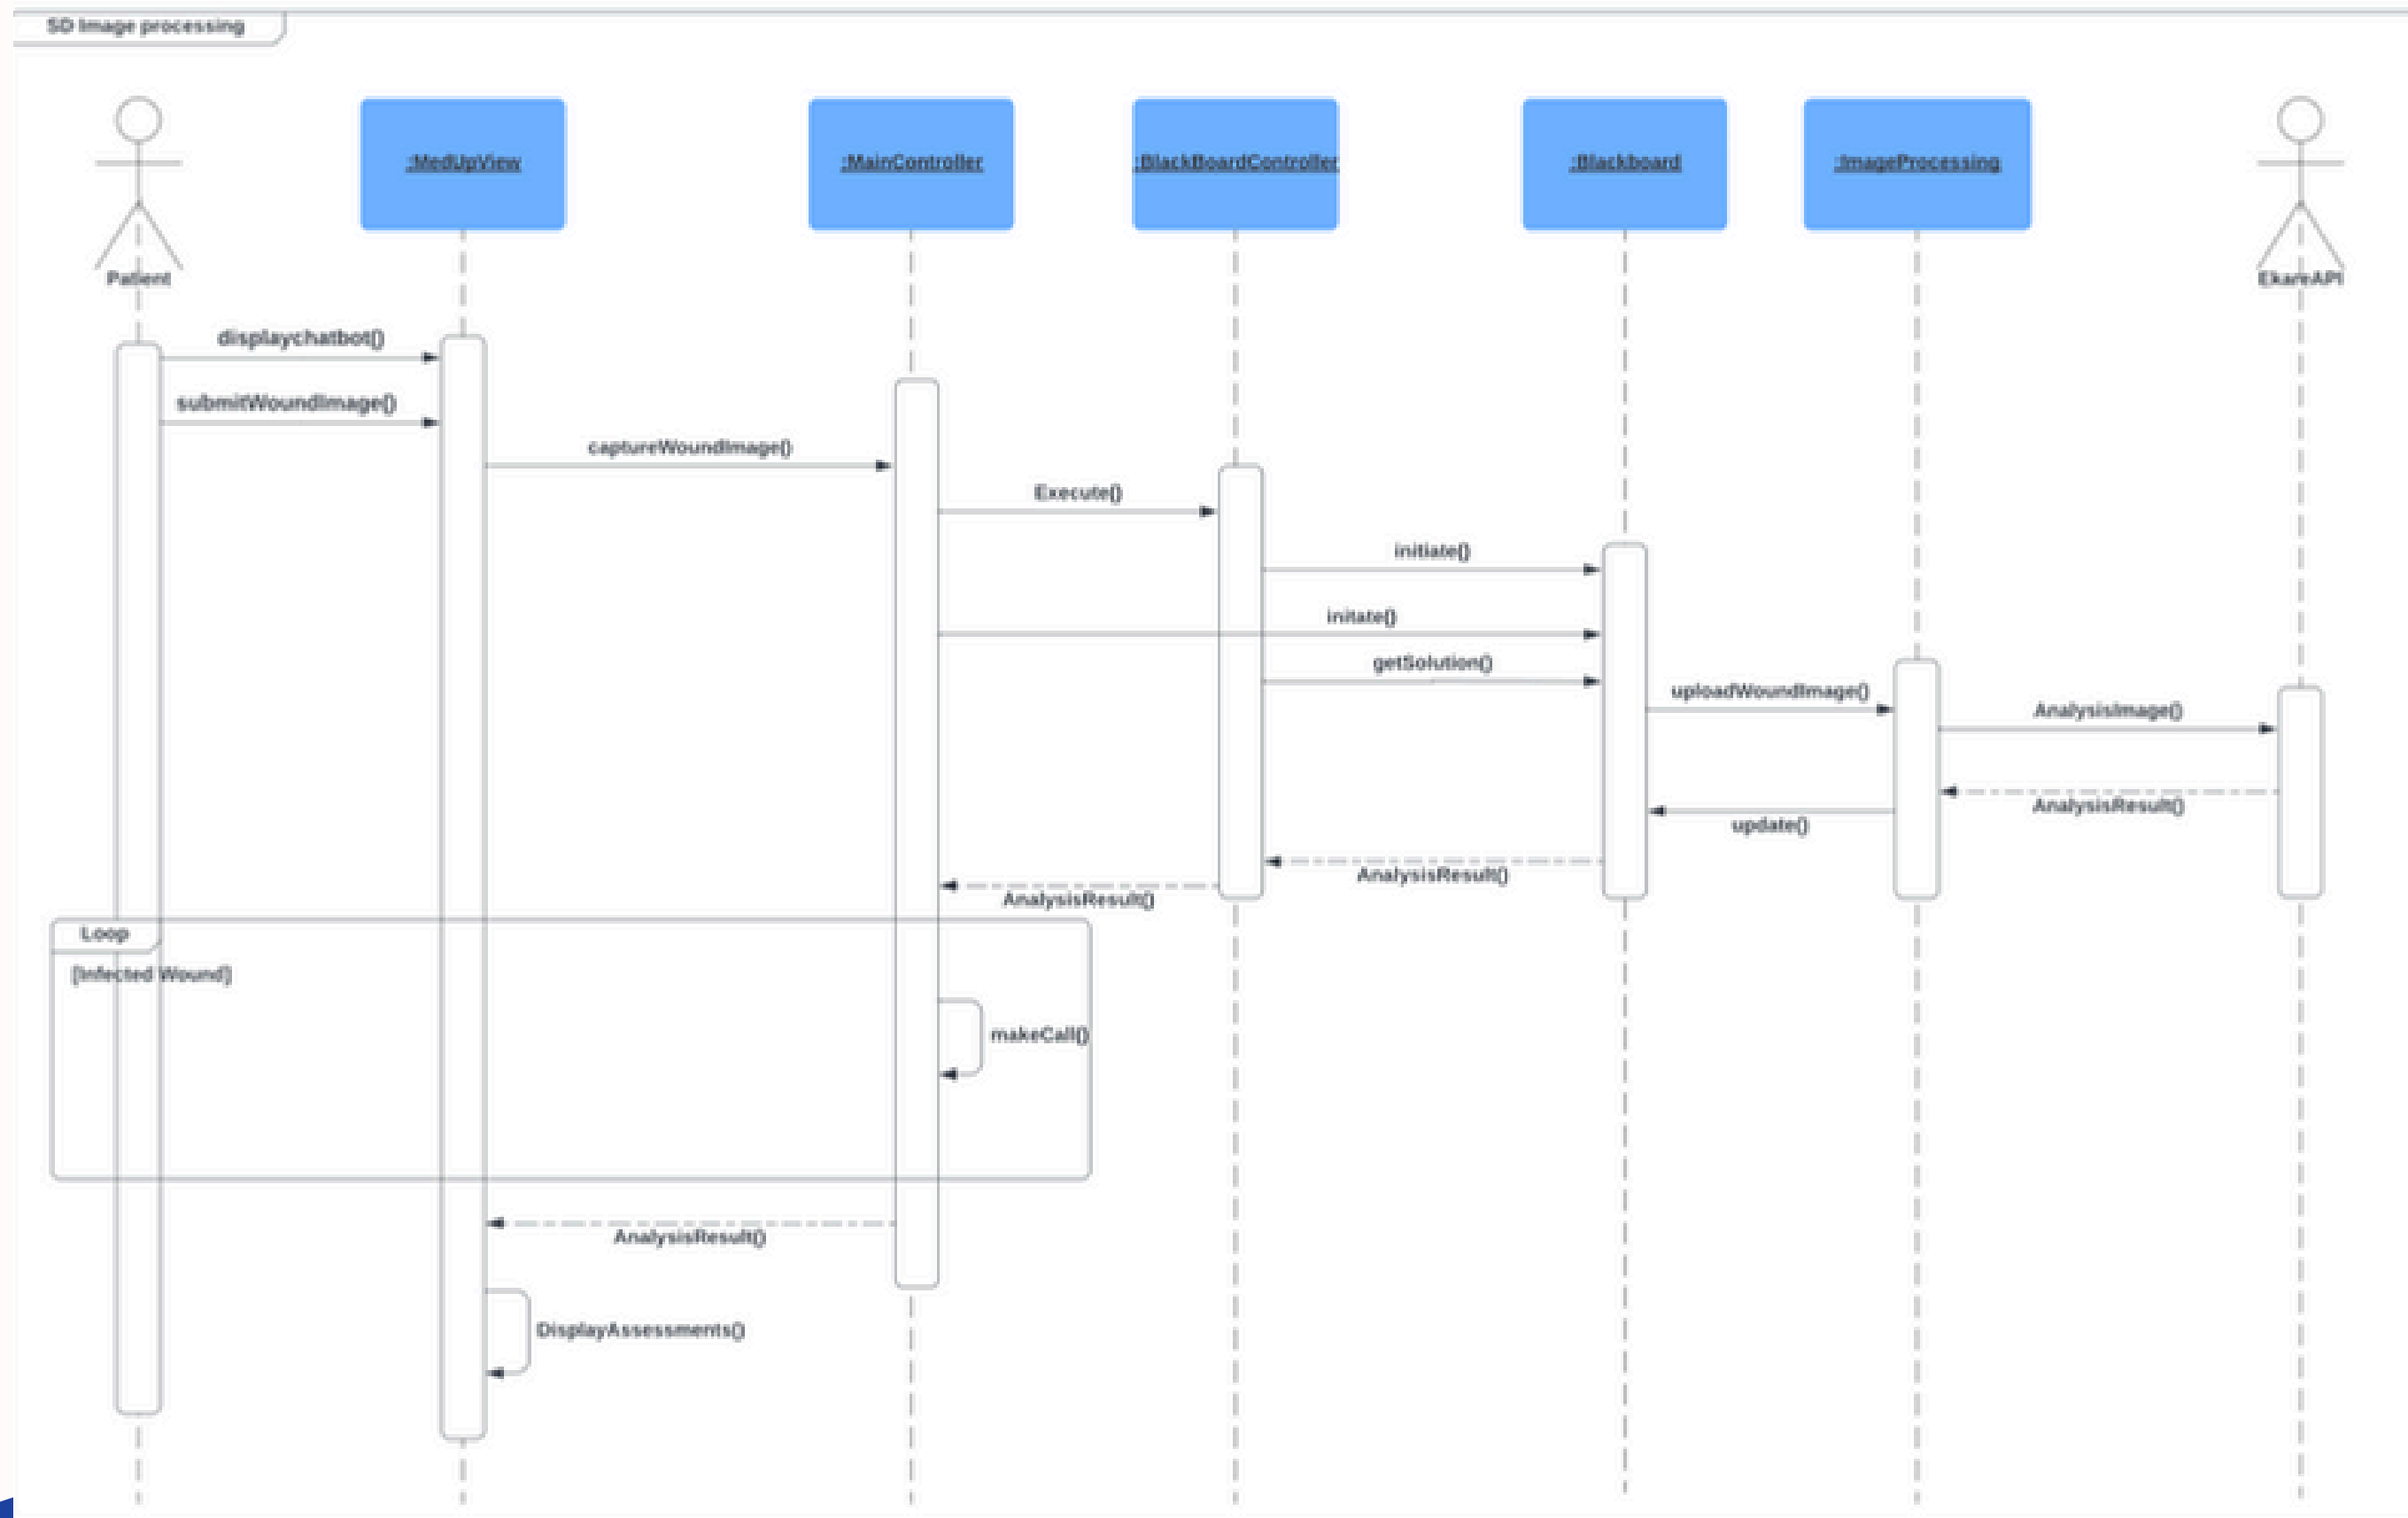 SD Image processing
:MedUpView
:MainController
:BlackBoardController
:Blackboard
:ImageProcessing
Patient
EkareAPI
displaychatbot()
submitWoundImage()
captureWoundImage()
Execute()
initiate()
initate()
getSolution()
uploadWoundImage()
AnalysisImage()
AnalysisResult()
update()
AnalysisResult()
AnalysisResult()
Loop
[Infected Wound]
makeCall()
AnalysisResult()
DisplayAssessments()